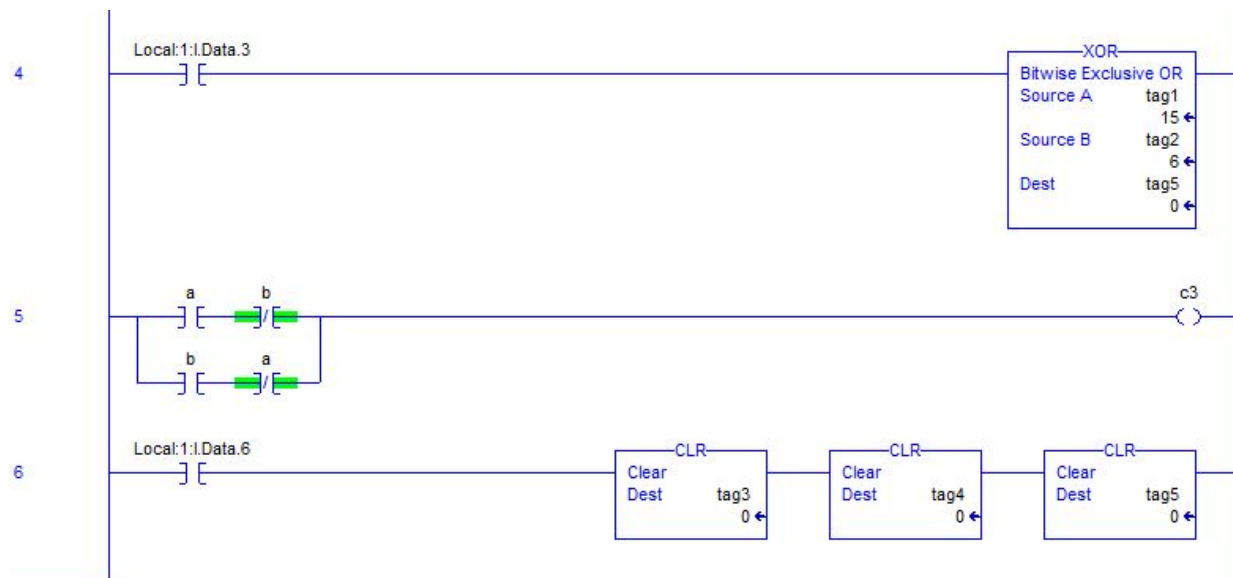 4
Local:1:I.Data.3
XOR
Bitwise Exclusive OR
Source A tag1
15
Source B tag2
6
Dest tag5
0
5
a b
c3
b a
6
Local:1:I.Data.6
CLR
Clear
Dest tag3
0
CLR
Clear
Dest tag4
0
CLR
Clear
Dest tag5
0